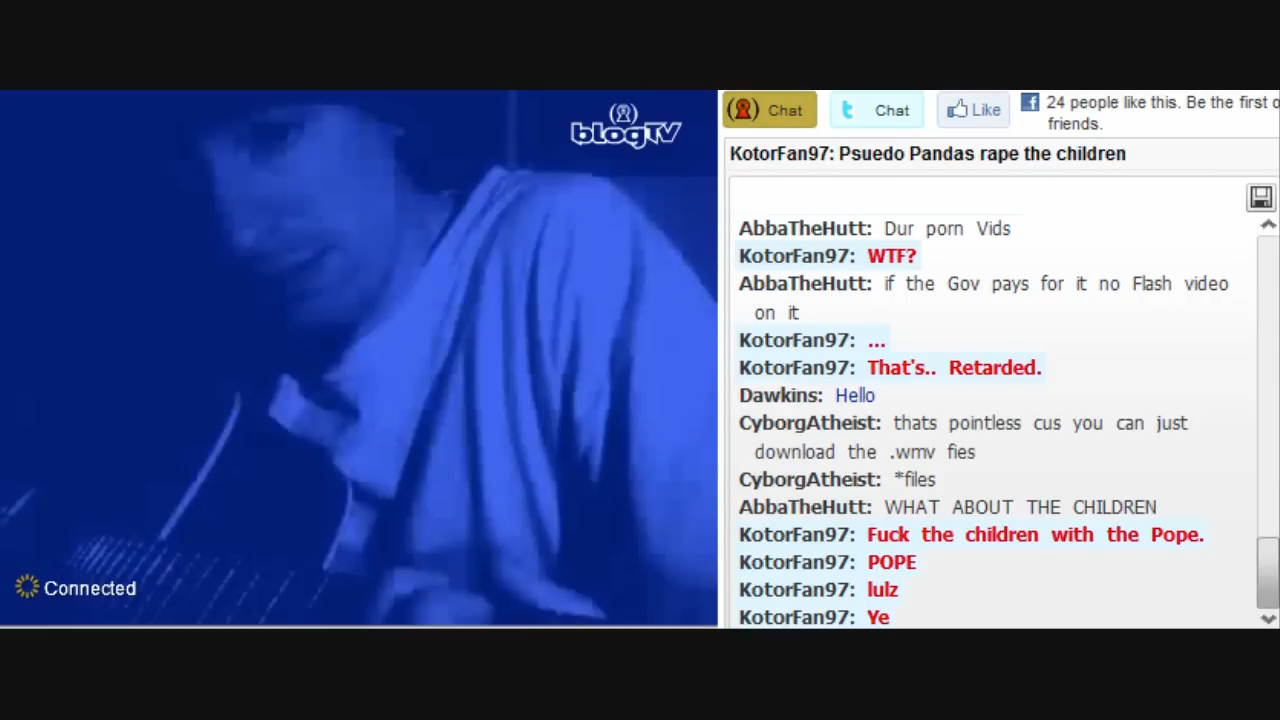 blogTV
Connected
Chat
Chat
Like
24 people like this. Be the first o
friends.
KotorFan97: Psuedo Pandas rape the children
AbbaTheHutt: Dur porn Vids
KotorFan97: WTF?
AbbaTheHutt: if the Gov pays for it no Flash video
on it
KotorFan97: ...
KotorFan97: That's.. Retarded.
Dawkins: Hello
CyborgAtheist: thats pointless cus you can just
download the .wmv fies
CyborgAtheist: *files
AbbaTheHutt: WHAT ABOUT THE CHILDREN
KotorFan97: Fuck the children with the Pope.
KotorFan97: POPE
KotorFan97: lulz
KotorFan97: Ye